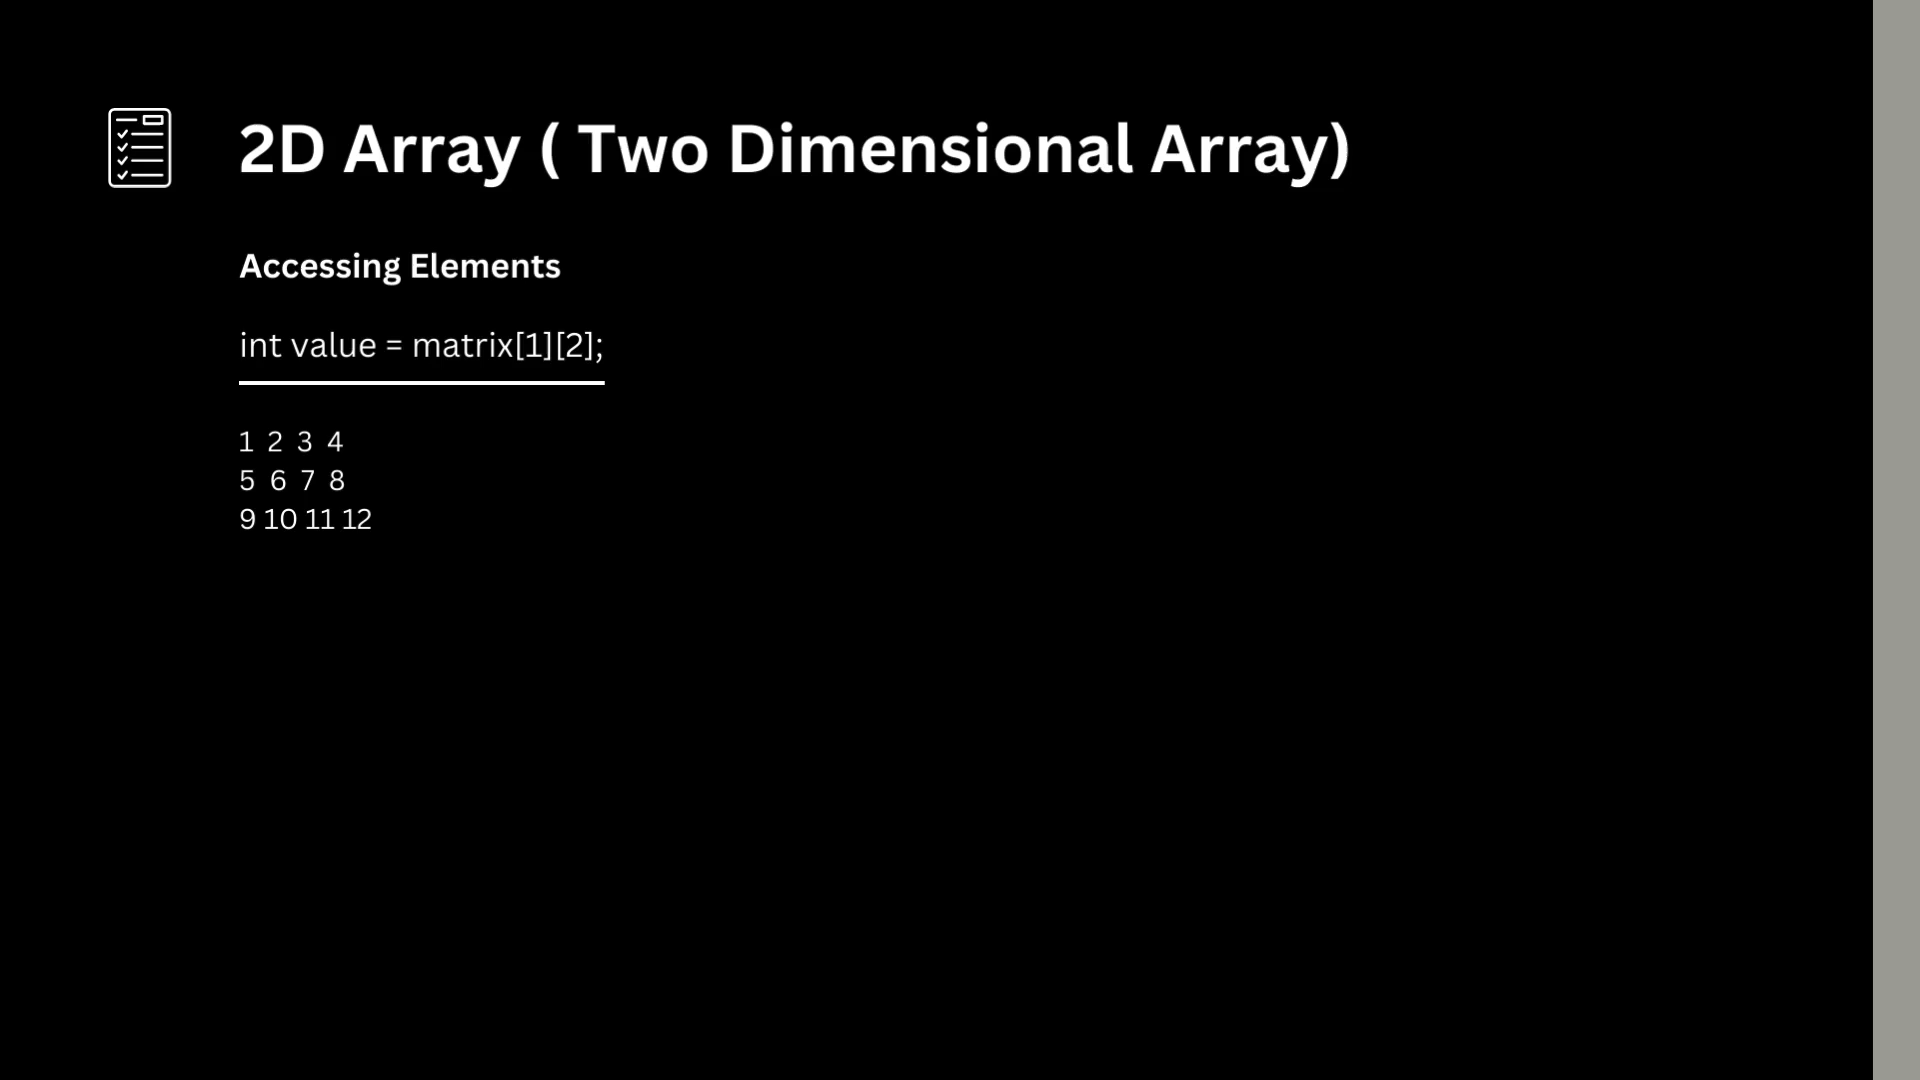 2D Array ( Two Dimensional Array)
Accessing Elements
int value = matrix[1][2];
1 2 3 4
5 6 7 8
9 10 11 12